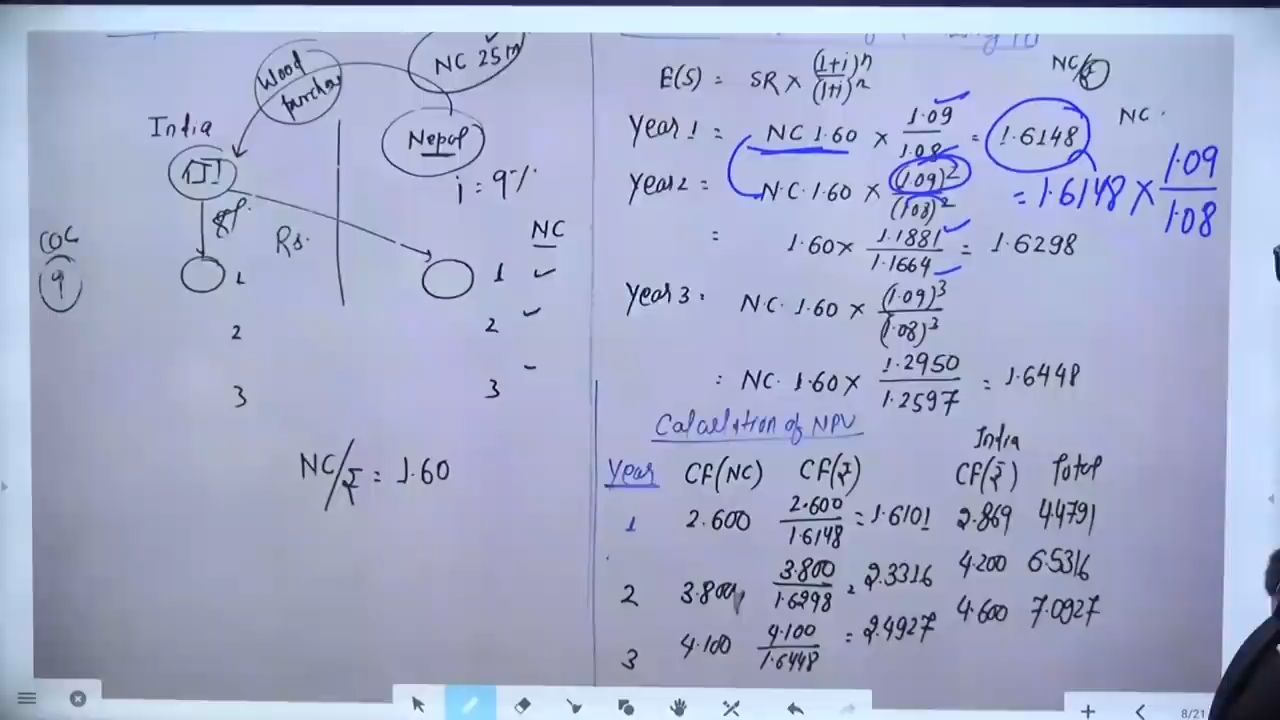 NC 25m
Wood
purchase
India
Nepal
i = 9%
8%
Rs.
NC
COC
9
1
1
2
2
3
3
NC/₹ = 1.60
E(S) = SR × (1+i)^n/(1+i)^n
NC/₹
NC.
Year 1 = NC 1.60 × 1.09/1.08 = 1.6148
Year 2 = N.C. 1.60 × (1.09)^2/(1.08)^2
= 1.6148 × 1.09/1.08
= 1.60 × 1.1881/1.1664 = 1.6298
Year 3 = NC. 1.60 × (1.09)^3/(1.08)^3
= NC. 1.60 × 1.2950/1.2597 = 1.6448
Calculation of NPV
India
Year CF(NC) CF(₹) CF(₹) Total
1 2.600 2.600/1.6148 = 1.6101 2.869 4.4791
2 3.800 3.800/1.6298 = 2.3316 4.200 6.5316
3 4.100 4.100/1.6448 = 2.4927 4.600 7.0927
8/21